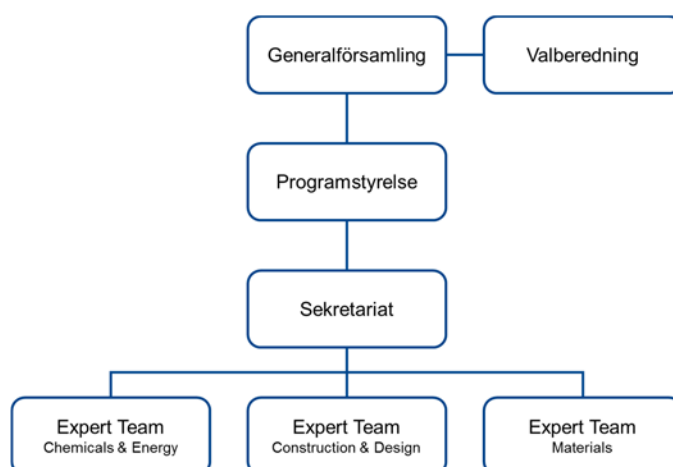 Generalförsamling
Valberedning
Programstyrelse
Sekretariat
Expert Team
Chemicals & Energy
Expert Team
Construction & Design
Expert Team
Materials